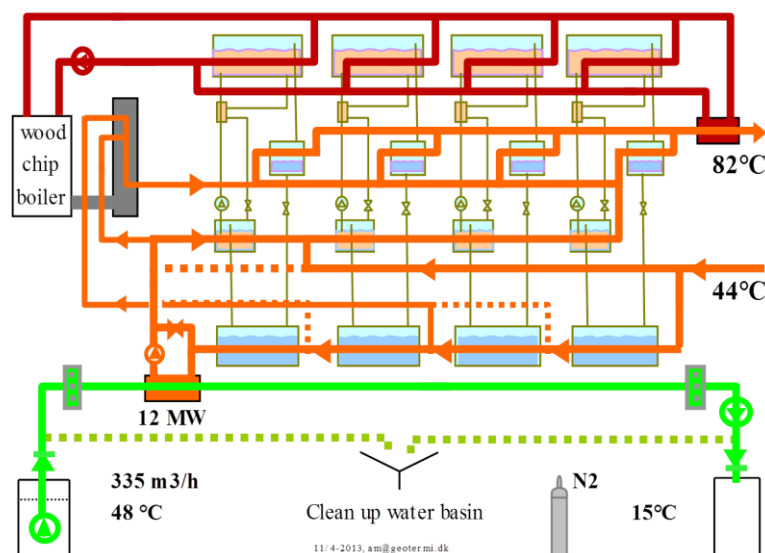 wood
chip
boiler
82°C
44°C
12 MW
335 m3/h
48 °C
Clean up water basin
N2
15°C
11/4-2013, am@geotermi.dk